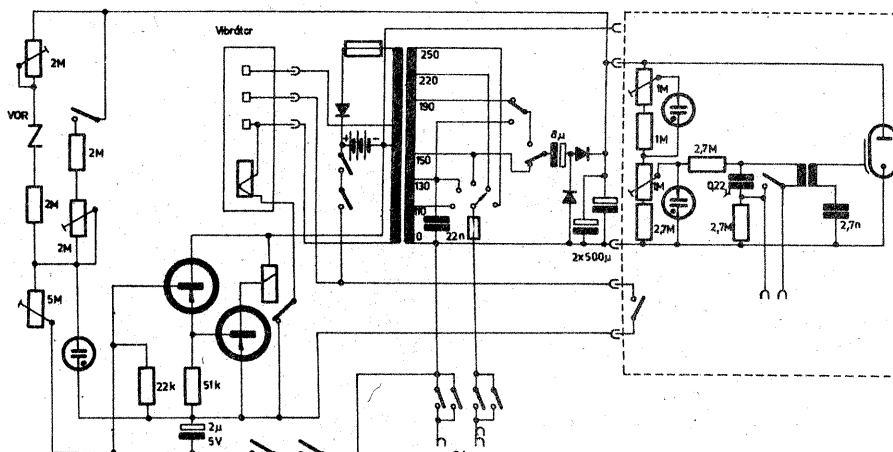 2M
VDR
2M
2M
2M
5M
22k
51k
2µ
5V
Vibrátor
+
-
250
220
190
150
130
110
0
22n
8µ
2x500µ
1M
1M
1M
2,7M
2,7M
0,22
µ
2,7M
2,7n